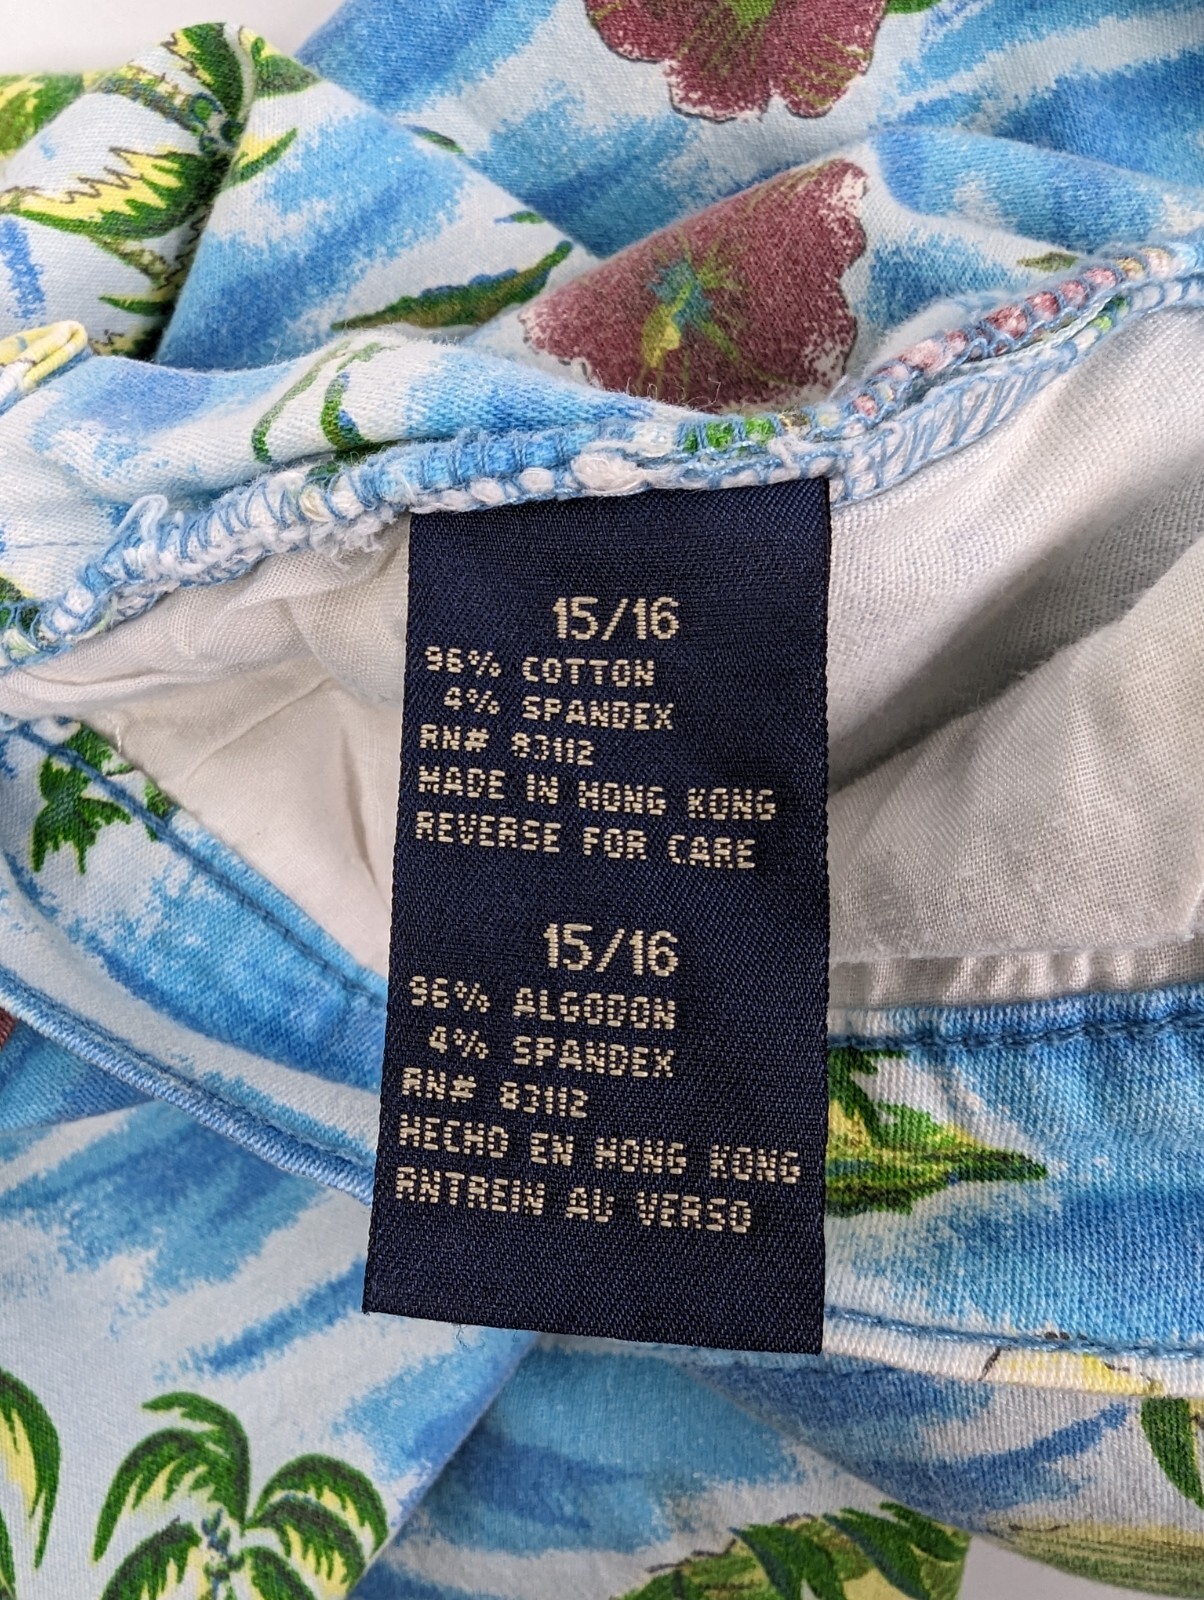 15/16
96% COTTON
4% SPANDEX
RN# 83112
MADE IN HONG KONG
REVERSE FOR CARE
15/16
96% ALGODON
4% SPANDEX
RN# 83112
HECHO EN HONG KONG
ANTREIN AU VERSO